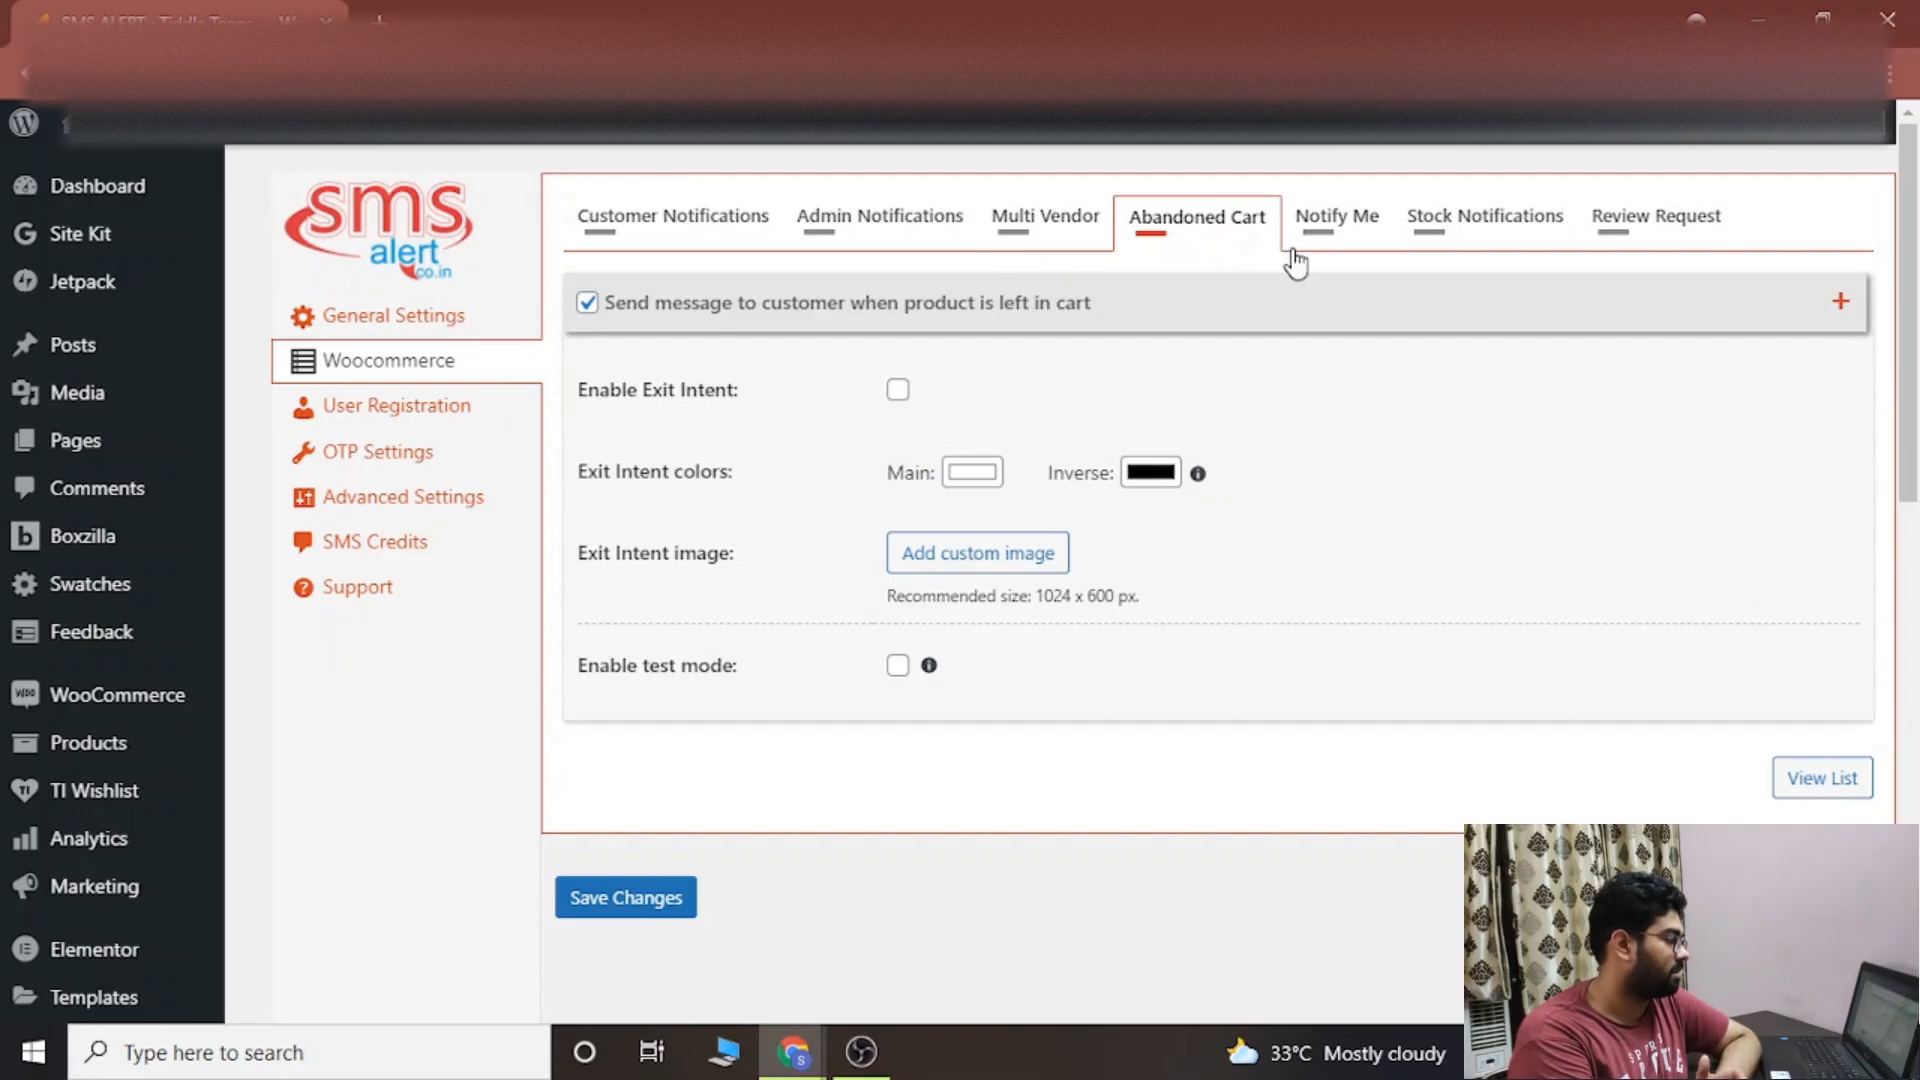 SMS ALERT - Tiddle Toons
Dashboard
Site Kit
Jetpack
Posts
Media
Pages
Comments
Boxzilla
Swatches
Feedback
WooCommerce
Products
TI Wishlist
Analytics
Marketing
Elementor
Templates
sms
alert
co.in
General Settings
Woocommerce
User Registration
OTP Settings
Advanced Settings
SMS Credits
Support
Customer Notifications Admin Notifications Multi Vendor Abandoned Cart Notify Me Stock Notifications Review Request
Send message to customer when product is left in cart +
Enable Exit Intent:
Exit Intent colors: Main: Inverse:
Exit Intent image: Add custom image
Recommended size: 1024 x 600 px.
Enable test mode:
View List
Save Changes
Type here to search
33°C Mostly cloudy